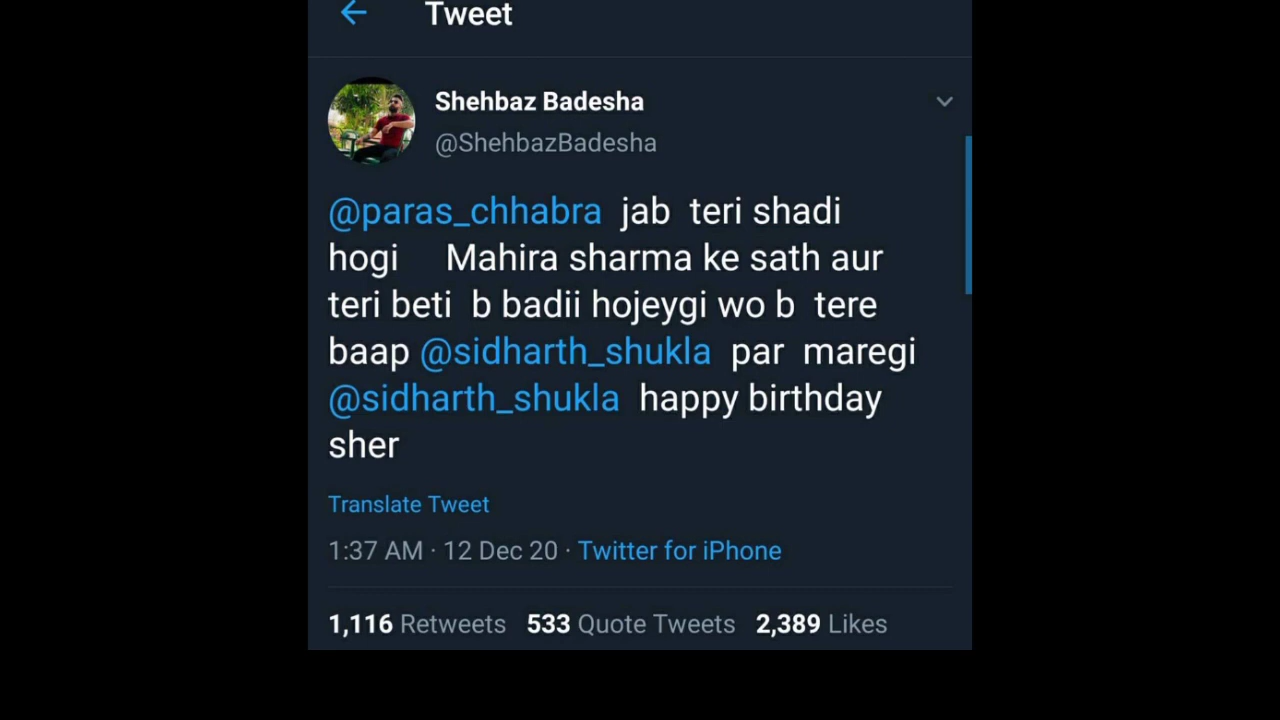 Tweet
Shehbaz Badesha
@ShehbazBadesha
@paras_chhabra jab teri shadi
hogi Mahira sharma ke sath aur
teri beti b badii hojeygi wo b tere
baap @sidharth_shukla par maregi
@sidharth_shukla happy birthday
sher
Translate Tweet
1:37 AM · 12 Dec 20 · Twitter for iPhone
1,116 Retweets 533 Quote Tweets 2,389 Likes